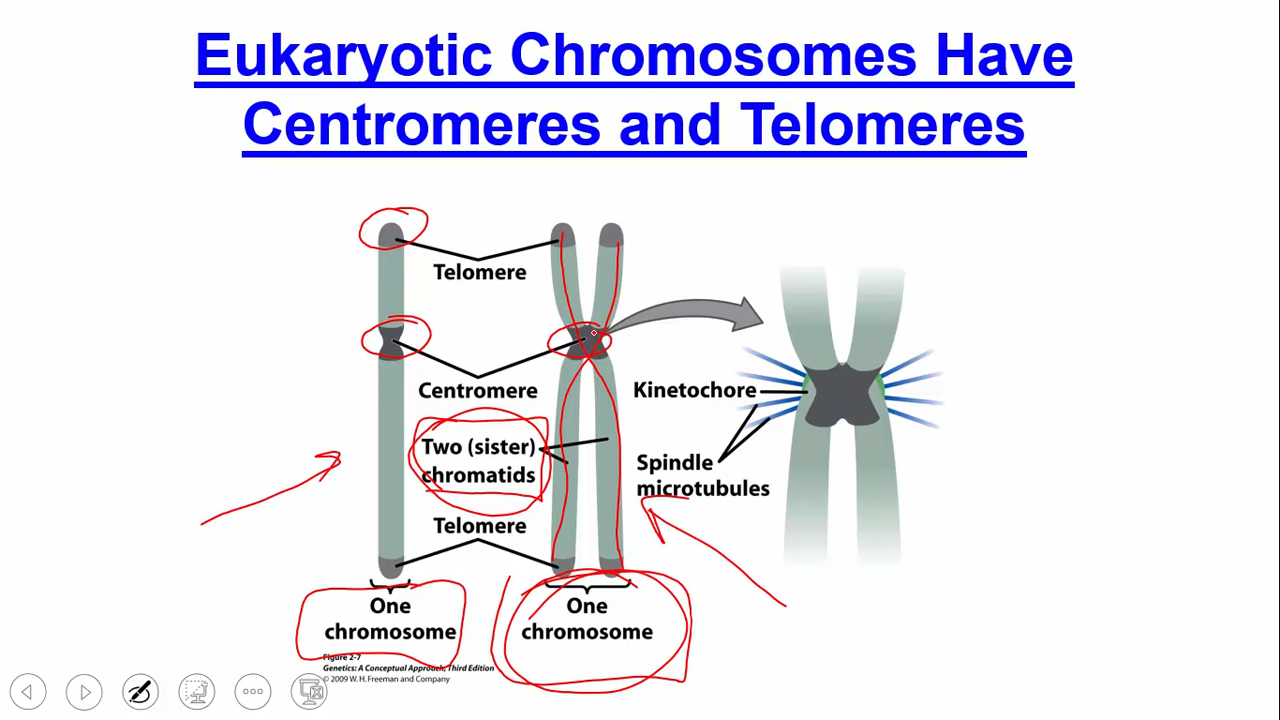 Eukaryotic Chromosomes Have
Centromeres and Telomeres
Telomere
Centromere
Two (sister)
chromatids
Telomere
One
chromosome
One
chromosome
Kinetochore
Spindle
microtubules
Figure 2-7
Genetics: A Conceptual Approach, Third Edition
© 2009 W. H. Freeman and Company